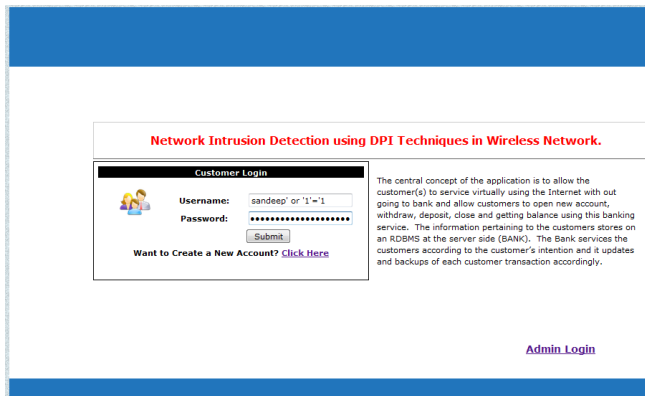 Network Intrusion Detection using DPI Techniques in Wireless Network.
Customer Login
Username: sandeep' or '1'='1
Password: ••••••••••••••••••••
Submit
Want to Create a New Account? Click Here
The central concept of the application is to allow the
customer(s) to service virtually using the Internet with out
going to bank and allow customers to open new account,
withdraw, deposit, close and getting balance using this banking
service. The information pertaining to the customers stores on
an RDBMS at the server side (BANK). The Bank services the
customers according to the customer's intention and it updates
and backups of each customer transaction accordingly.
Admin Login